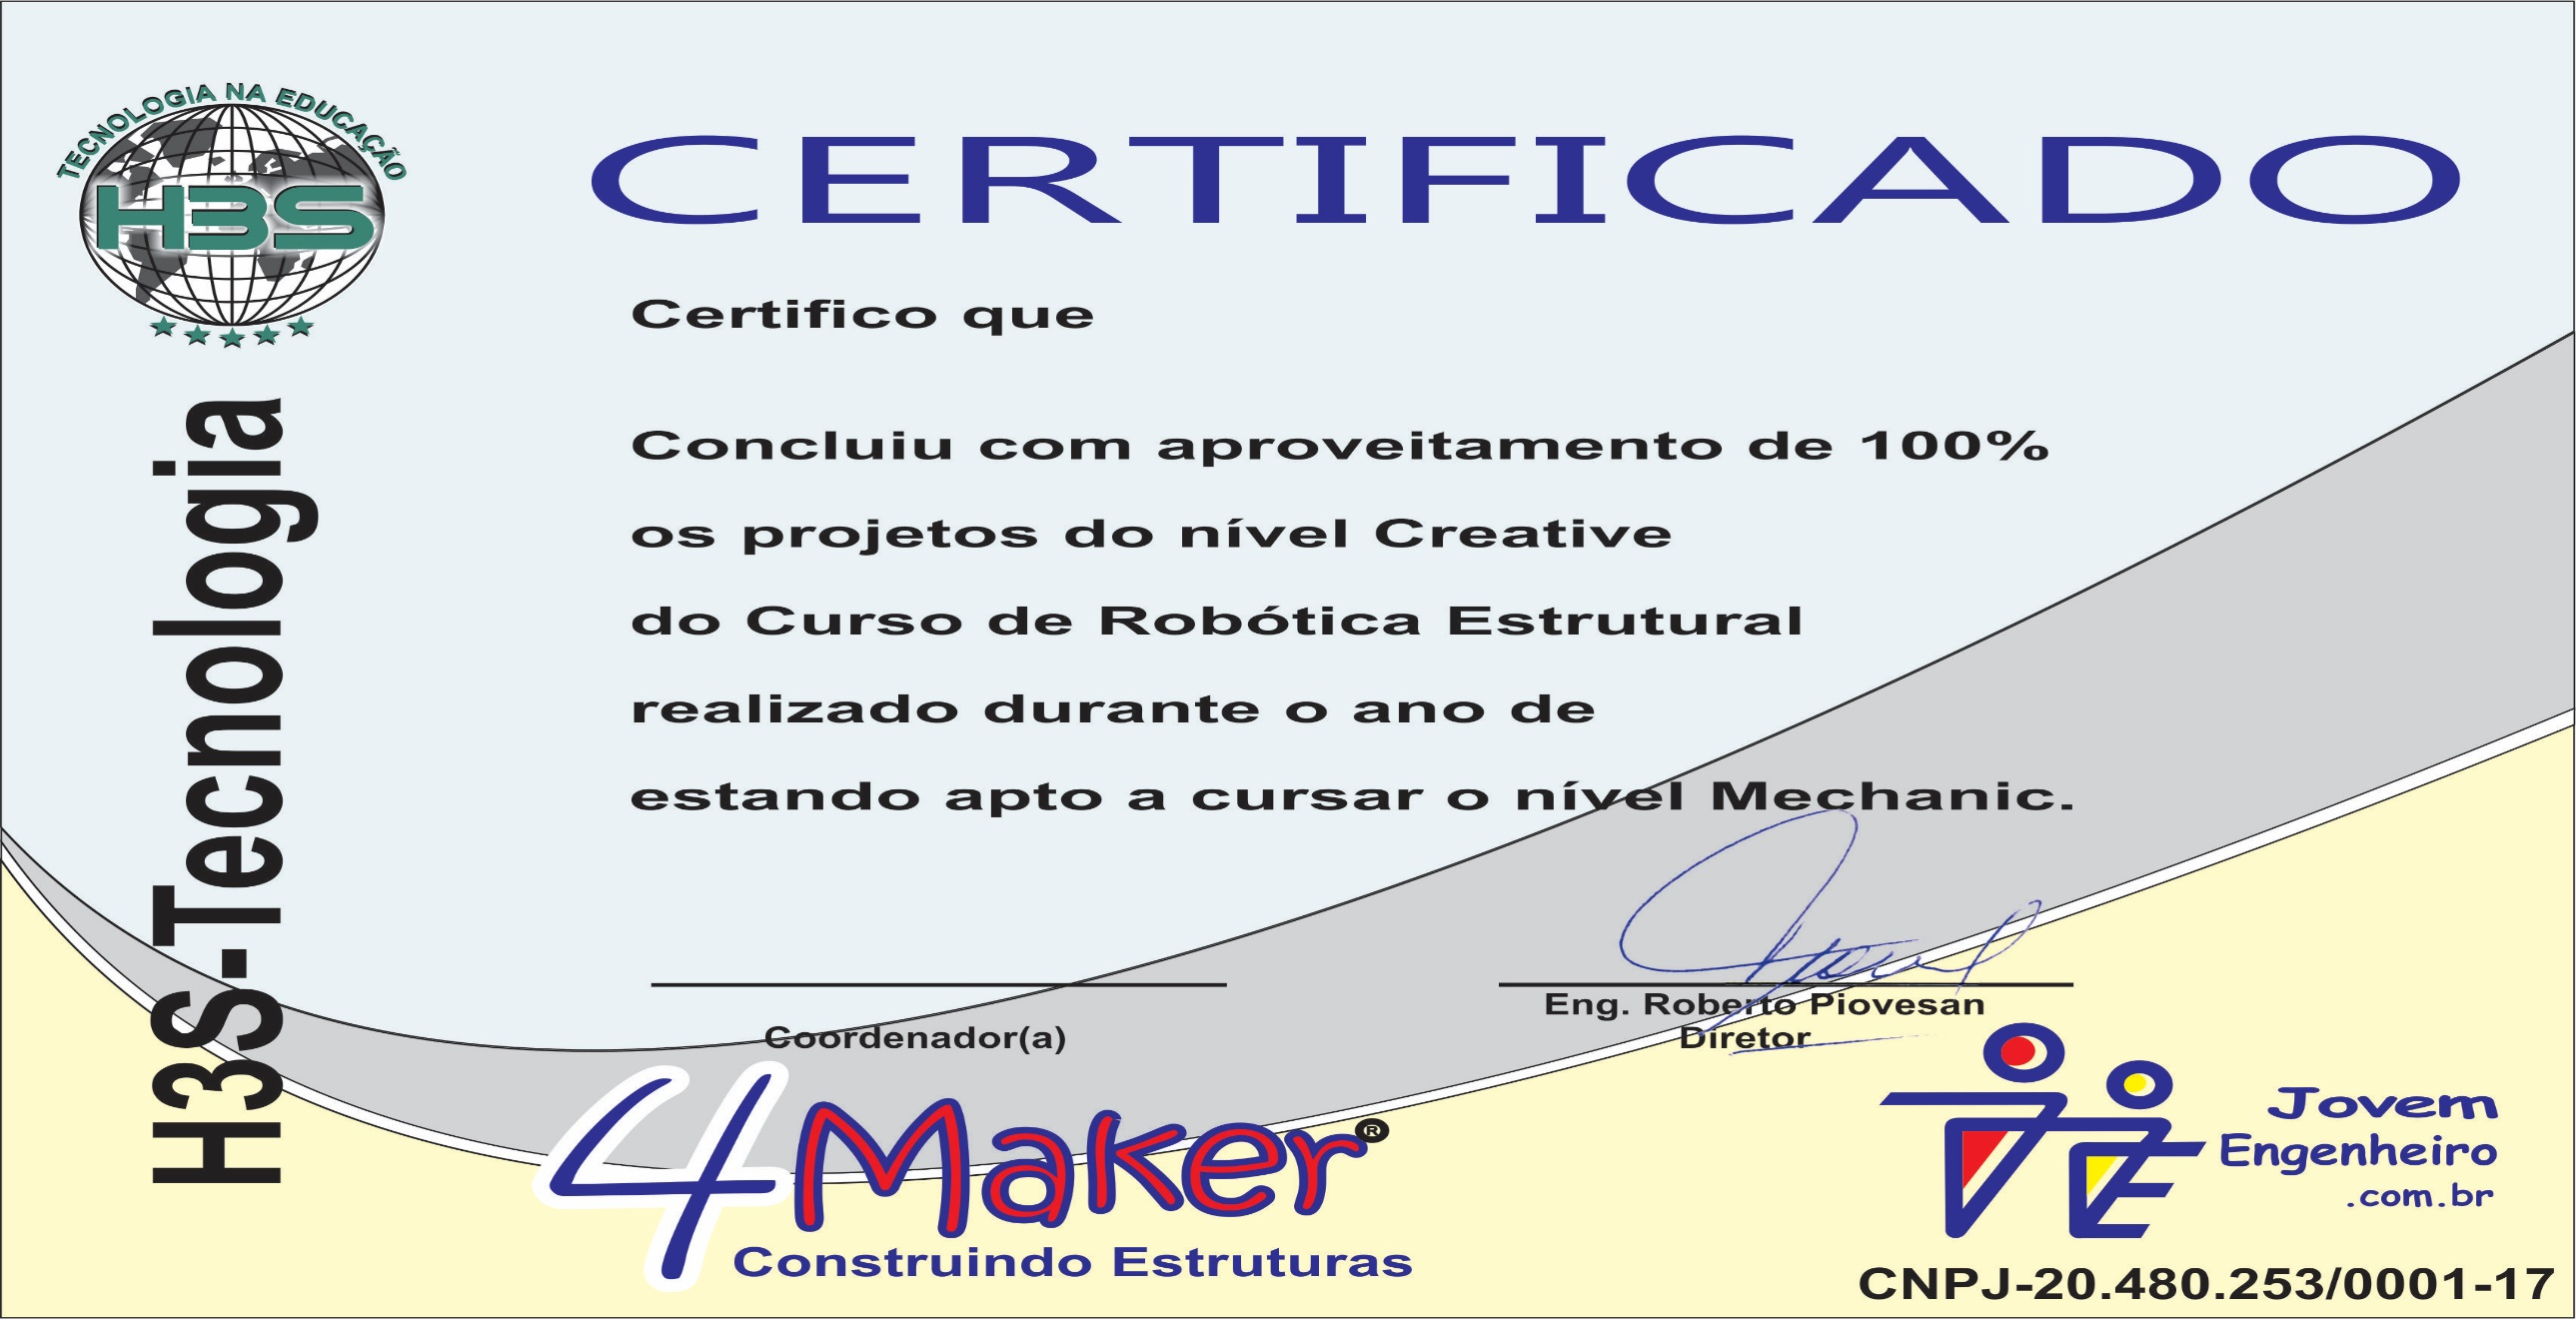 TECNOLOGIA NA EDUCAÇÃO
H3S
H3S-Tecnologia
CERTIFICADO
Certifico que
Concluiu com aproveitamento de 100%
os projetos do nível Creative
do Curso de Robótica Estrutural
realizado durante o ano de
estando apto a cursar o nível Mechanic.
Coordenador(a)
Eng. Roberto Piovesan
Diretor
4Maker®
Construindo Estruturas
Jovem
Engenheiro
.com.br
CNPJ-20.480.253/0001-17